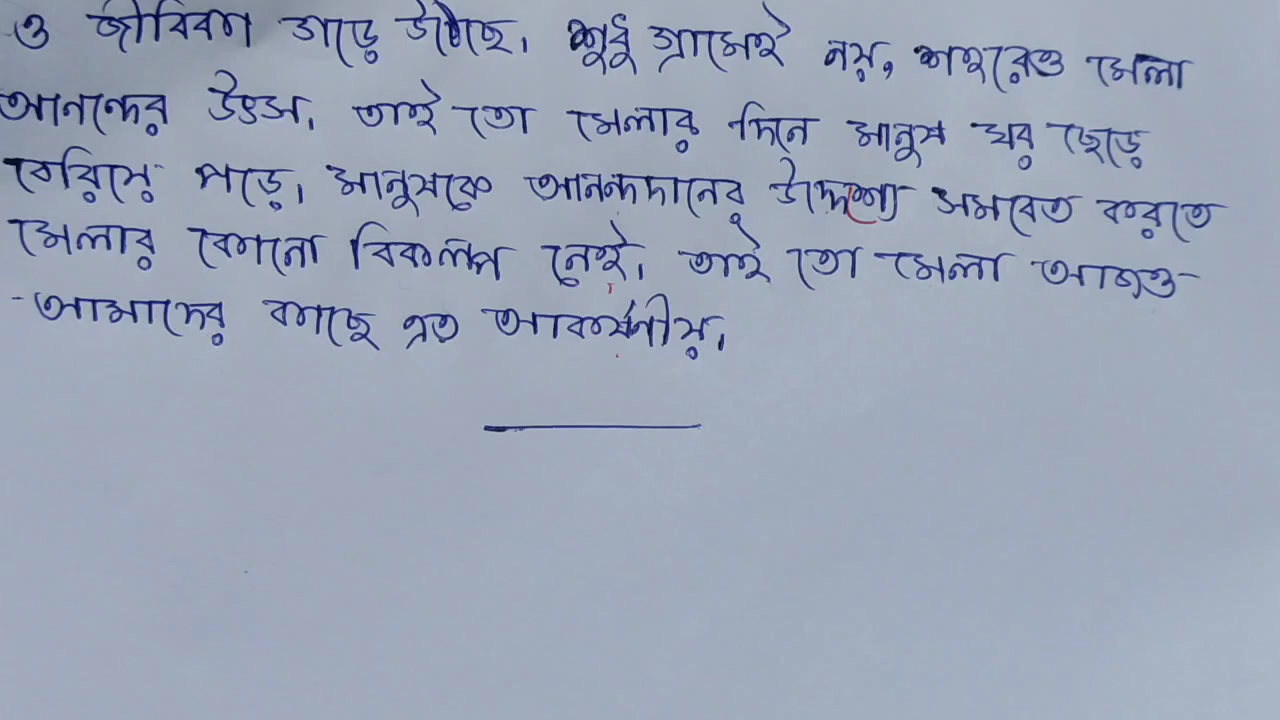 ও জীবিকা গড়ে উঠেছে। শুধু গ্রামেই নয়, শহরেও মেলা
আনন্দের উৎস। তাই তো মেলার দিনে মানুষ ঘর ছেড়ে
বেরিয়ে পড়ে। মানুষকে আনন্দদানের উদ্দেশ্যে সমবেত করতে
মেলার কোনো বিকল্প নেই। তাই তো মেলা আজও
আমাদের কাছে এত আকর্ষণীয়।